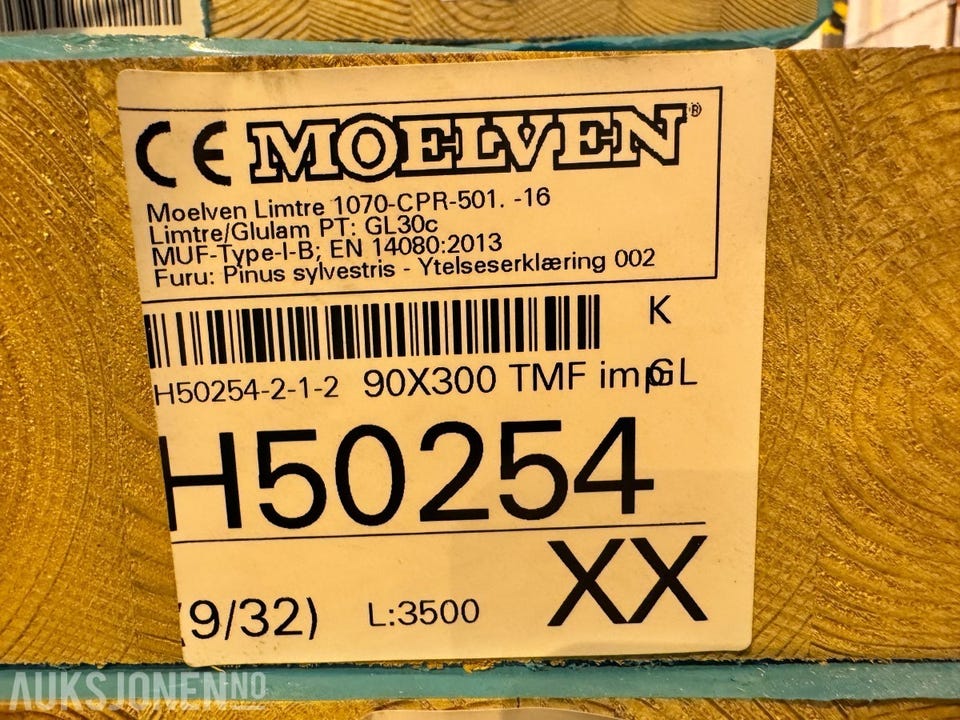 CE MOELVEN®
Moelven Limtre 1070-CPR-501. -16
Limtre/Glulam PT: GL30c
MUF-Type-I-B; EN 14080:2013
Furu: Pinus sylvestris - Ytelseserklæring 002
K
H50254-2-1-2 90X300 TMF imp GL
H50254
(9/32) L:3500 XX
AUKSJONEN.NO